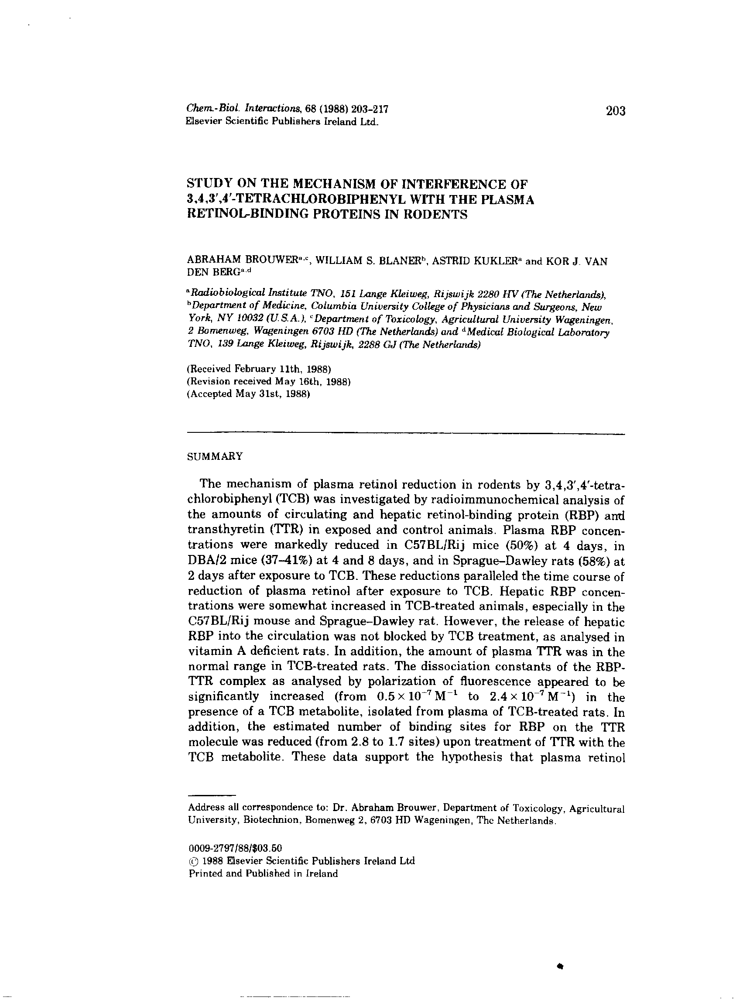 Chem.-Biol. Interactions, 68 (1988) 203–217
Elsevier Scientific Publishers Ireland Ltd.
203
STUDY ON THE MECHANISM OF INTERFERENCE OF
3,4,3′,4′-TETRACHLOROBIPHENYL WITH THE PLASMA
RETINOL-BINDING PROTEINS IN RODENTS
ABRAHAM BROUWERa,c, WILLIAM S. BLANERb, ASTRID KUKLERa and KOR J. VAN
DEN BERGa,d
aRadiobiological Institute TNO, 151 Lange Kleiweg, Rijswijk 2280 HV (The Netherlands),
bDepartment of Medicine, Columbia University College of Physicians and Surgeons, New
York, NY 10032 (U.S.A.), cDepartment of Toxicology, Agricultural University Wageningen,
2 Bomenweg, Wageningen 6703 HD (The Netherlands) and dMedical Biological Laboratory
TNO, 139 Lange Kleiweg, Rijswijk, 2288 GJ (The Netherlands)
(Received February 11th, 1988)
(Revision received May 16th, 1988)
(Accepted May 31st, 1988)
SUMMARY
The mechanism of plasma retinol reduction in rodents by 3,4,3′,4′-tetra-
chlorobiphenyl (TCB) was investigated by radioimmunochemical analysis of
the amounts of circulating and hepatic retinol-binding protein (RBP) and
transthyretin (TTR) in exposed and control animals. Plasma RBP concen-
trations were markedly reduced in C57BL/Rij mice (50%) at 4 days, in
DBA/2 mice (37–41%) at 4 and 8 days, and in Sprague–Dawley rats (58%) at
2 days after exposure to TCB. These reductions paralleled the time course of
reduction of plasma retinol after exposure to TCB. Hepatic RBP concen-
trations were somewhat increased in TCB-treated animals, especially in the
C57BL/Rij mouse and Sprague–Dawley rat. However, the release of hepatic
RBP into the circulation was not blocked by TCB treatment, as analysed in
vitamin A deficient rats. In addition, the amount of plasma TTR was in the
normal range in TCB-treated rats. The dissociation constants of the RBP-
TTR complex as analysed by polarization of fluorescence appeared to be
significantly increased (from 0.5 × 10⁻⁷ M⁻¹ to 2.4 × 10⁻⁷ M⁻¹) in the
presence of a TCB metabolite, isolated from plasma of TCB-treated rats. In
addition, the estimated number of binding sites for RBP on the TTR
molecule was reduced (from 2.8 to 1.7 sites) upon treatment of TTR with the
TCB metabolite. These data support the hypothesis that plasma retinol
Address all correspondence to: Dr. Abraham Brouwer, Department of Toxicology, Agricultural
University, Biotechnion, Bomenweg 2, 6703 HD Wageningen, The Netherlands.
0009-2797/88/$03.50
© 1988 Elsevier Scientific Publishers Ireland Ltd
Printed and Published in Ireland